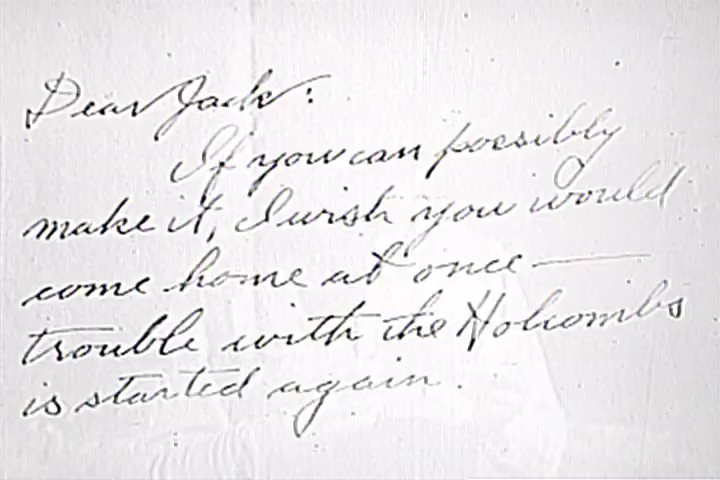 Dear Jack:
If you can possibly
make it, I wish you would
come home at once —
trouble with the Holcombs
is started again.